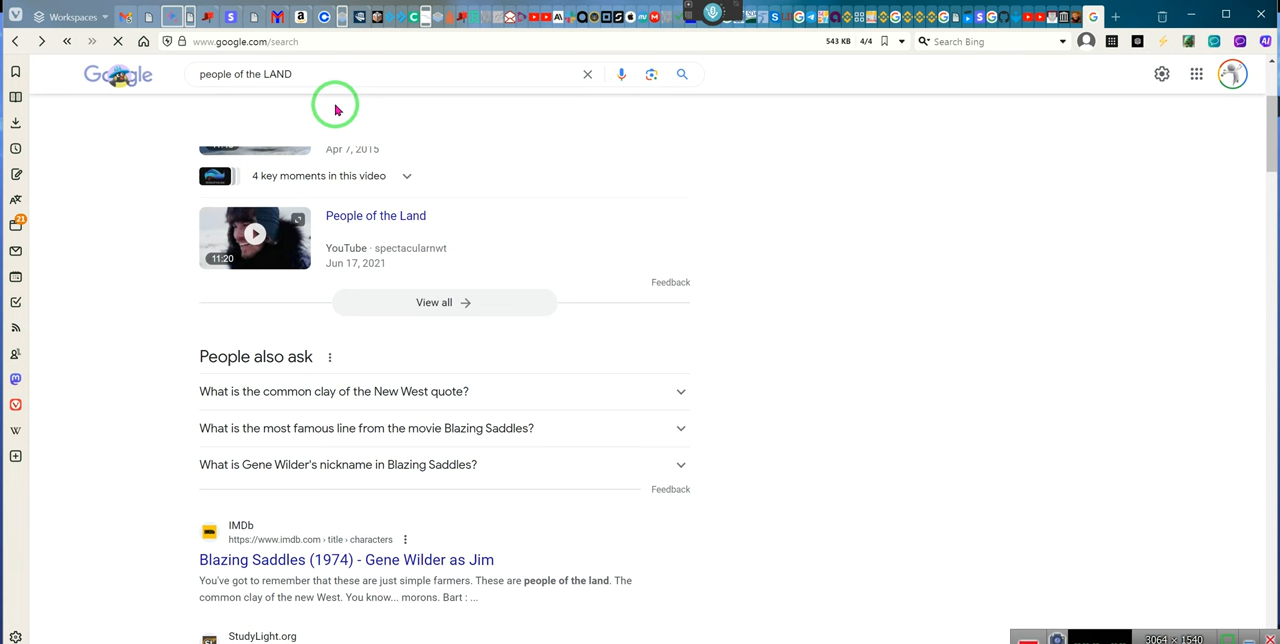 Workspaces
www.google.com/search
543 KB
4/4
Search Bing
Google
people of the LAND
21
Apr 7, 2015
4 key moments in this video
People of the Land
YouTube · spectacularnwt
Jun 17, 2021
11:20
Feedback
View all
People also ask
What is the common clay of the New West quote?
What is the most famous line from the movie Blazing Saddles?
What is Gene Wilder's nickname in Blazing Saddles?
Feedback
IMDb
https://www.imdb.com › title › characters
Blazing Saddles (1974) - Gene Wilder as Jim
You've got to remember that these are just simple farmers. These are people of the land. The
common clay of the new West. You know... morons. Bart : ...
StudyLight.org
3064 × 1540